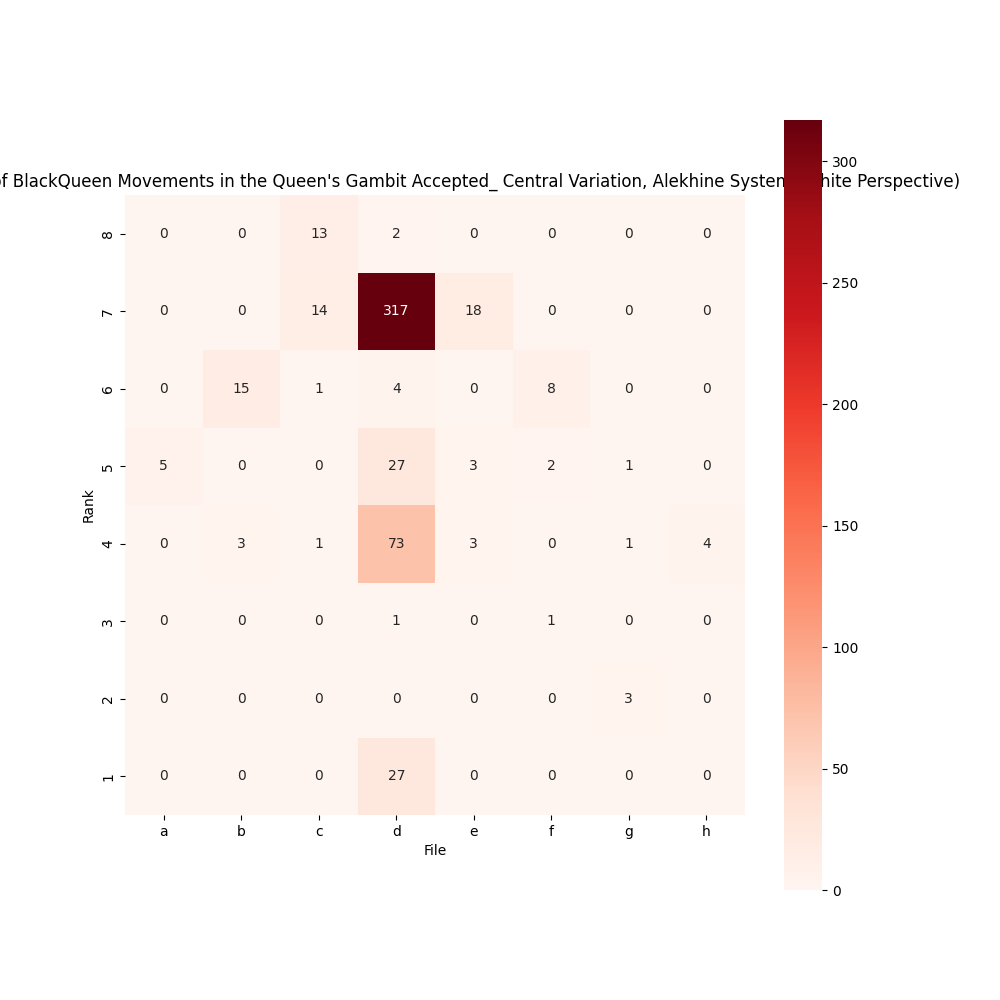 of BlackQueen Movements in the Queen's Gambit Accepted_ Central Variation, Alekhine System hite Perspective)
300
250
200
150
100
50
0
8 0 0 13 2 0 0 0 0
7 0 0 14 317 18 0 0 0
6 0 15 1 4 0 8 0 0
5 5 0 0 27 3 2 1 0
Rank
4 0 3 1 73 3 0 1 4
3 0 0 0 1 0 1 0 0
2 0 0 0 0 0 0 3 0
1 0 0 0 27 0 0 0 0
a b c d e f g h
File